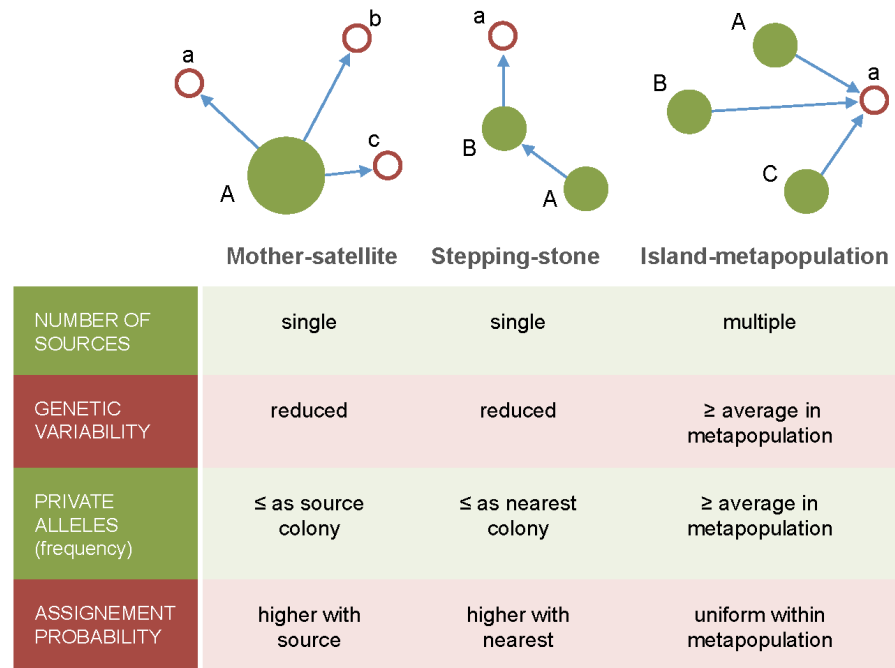 a
b
c
A
a
B
A
A
B
a
C
Mother-satellite
Stepping-stone
Island-metapopulation
NUMBER OF
SOURCES
single
single
multiple
GENETIC
VARIABILITY
reduced
reduced
≥ average in
metapopulation
PRIVATE
ALLELES
(frequency)
≤ as source
colony
≤ as nearest
colony
≥ average in
metapopulation
ASSIGNEMENT
PROBABILITY
higher with
source
higher with
nearest
uniform within
metapopulation